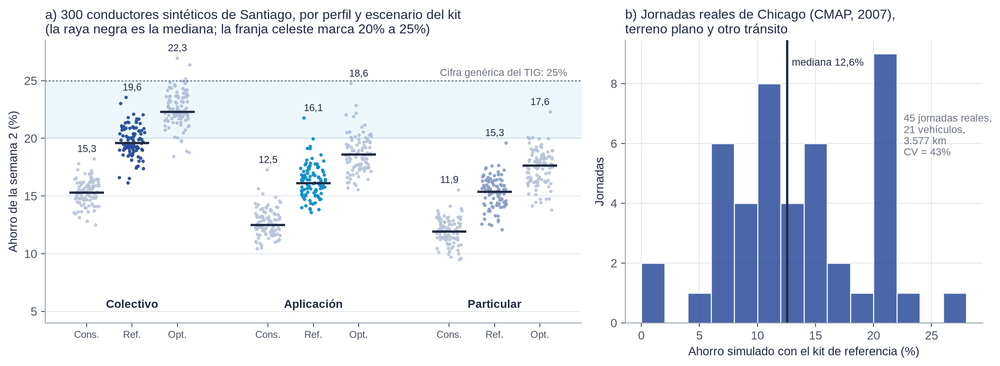 a) 300 conductores sintéticos de Santiago, por perfil y escenario del kit
(la raya negra es la mediana; la franja celeste marca 20% a 25%)
Ahorro de la semana 2 (%)
25
20
15
10
5
22,3
19,6
15,3
18,6
16,1
12,5
Cifra genérica del TIG: 25%
17,6
15,3
11,9
Colectivo
Aplicación
Particular
Cons.
Ref.
Opt.
Cons.
Ref.
Opt.
Cons.
Ref.
Opt.
b) Jornadas reales de Chicago (CMAP, 2007),
terreno plano y otro tránsito
Jornadas
8
6
4
2
0
mediana 12,6%
45 jornadas reales,
21 vehículos,
3.577 km
CV = 43%
0
5
10
15
20
25
Ahorro simulado con el kit de referencia (%)